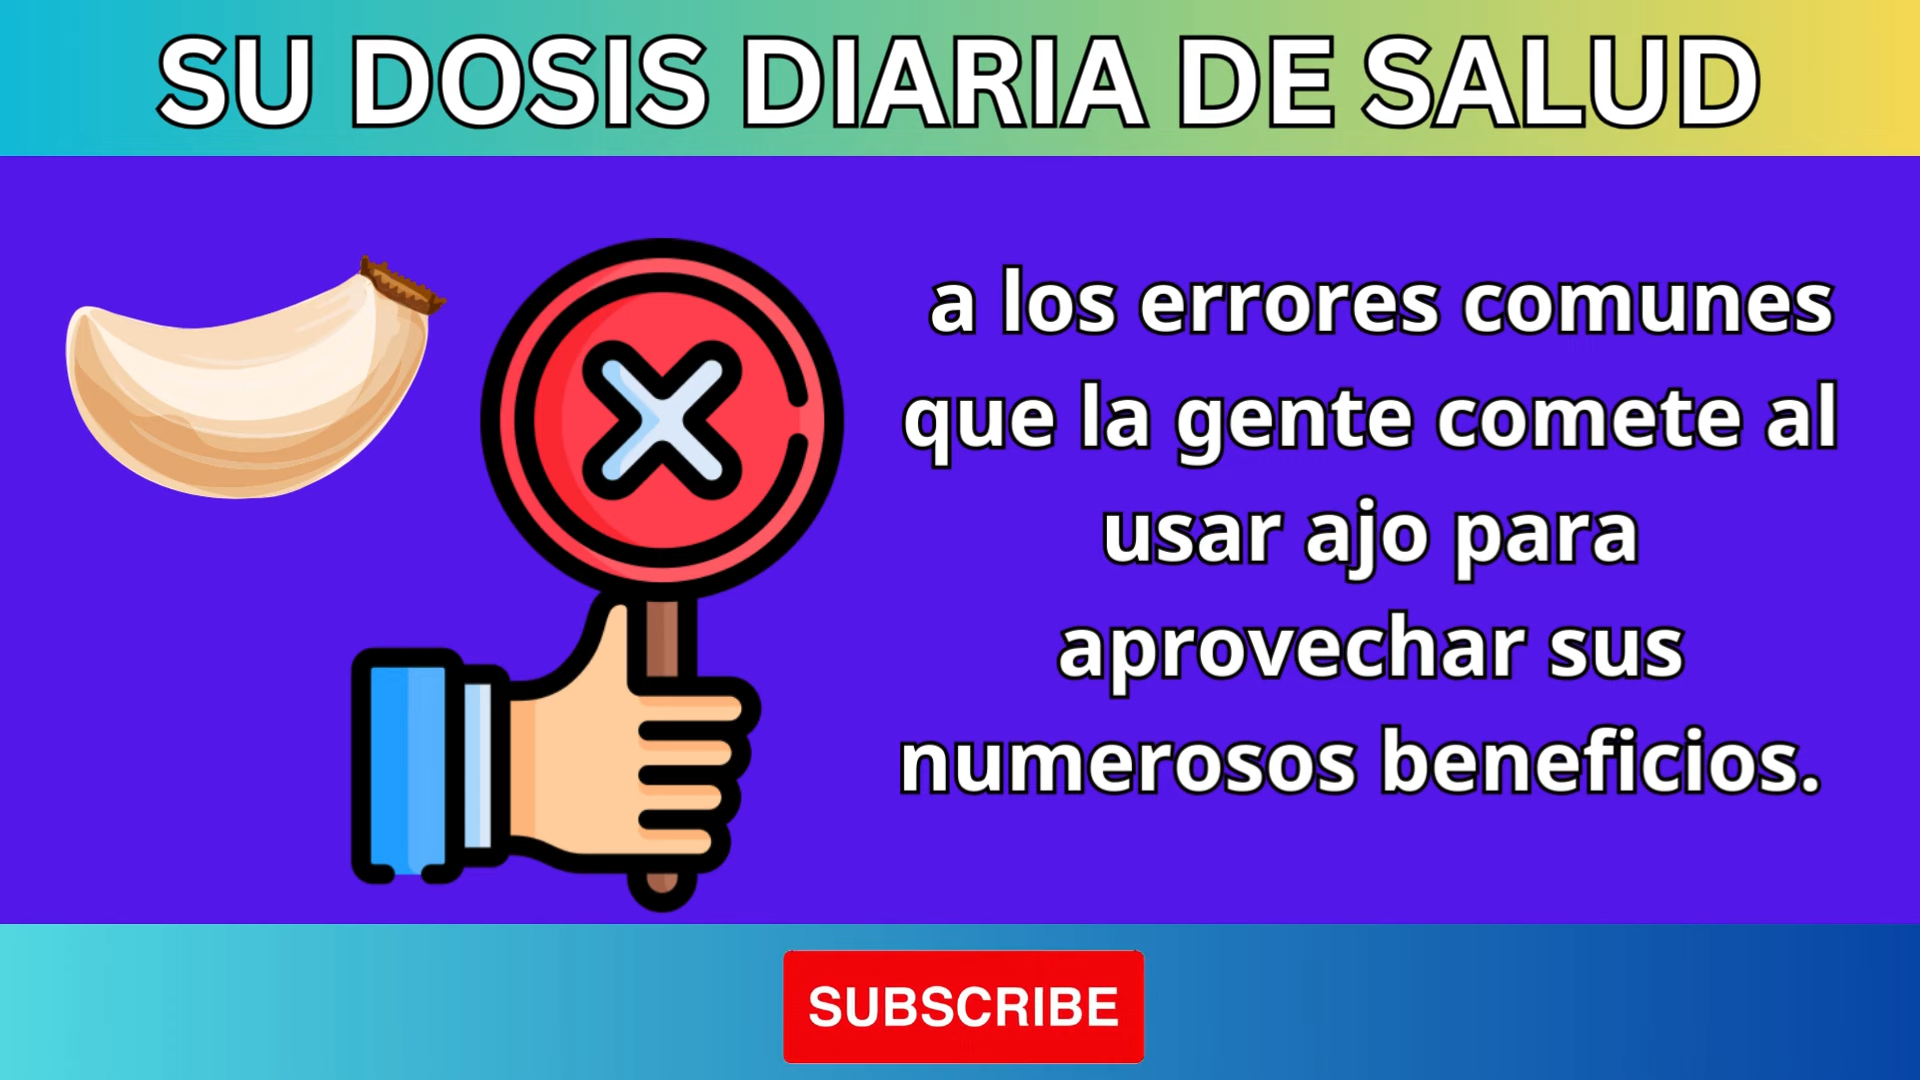 SU DOSIS DIARIA DE SALUD
a los errores comunes
que la gente comete al
usar ajo para
aprovechar sus
numerosos beneficios.
SUBSCRIBE